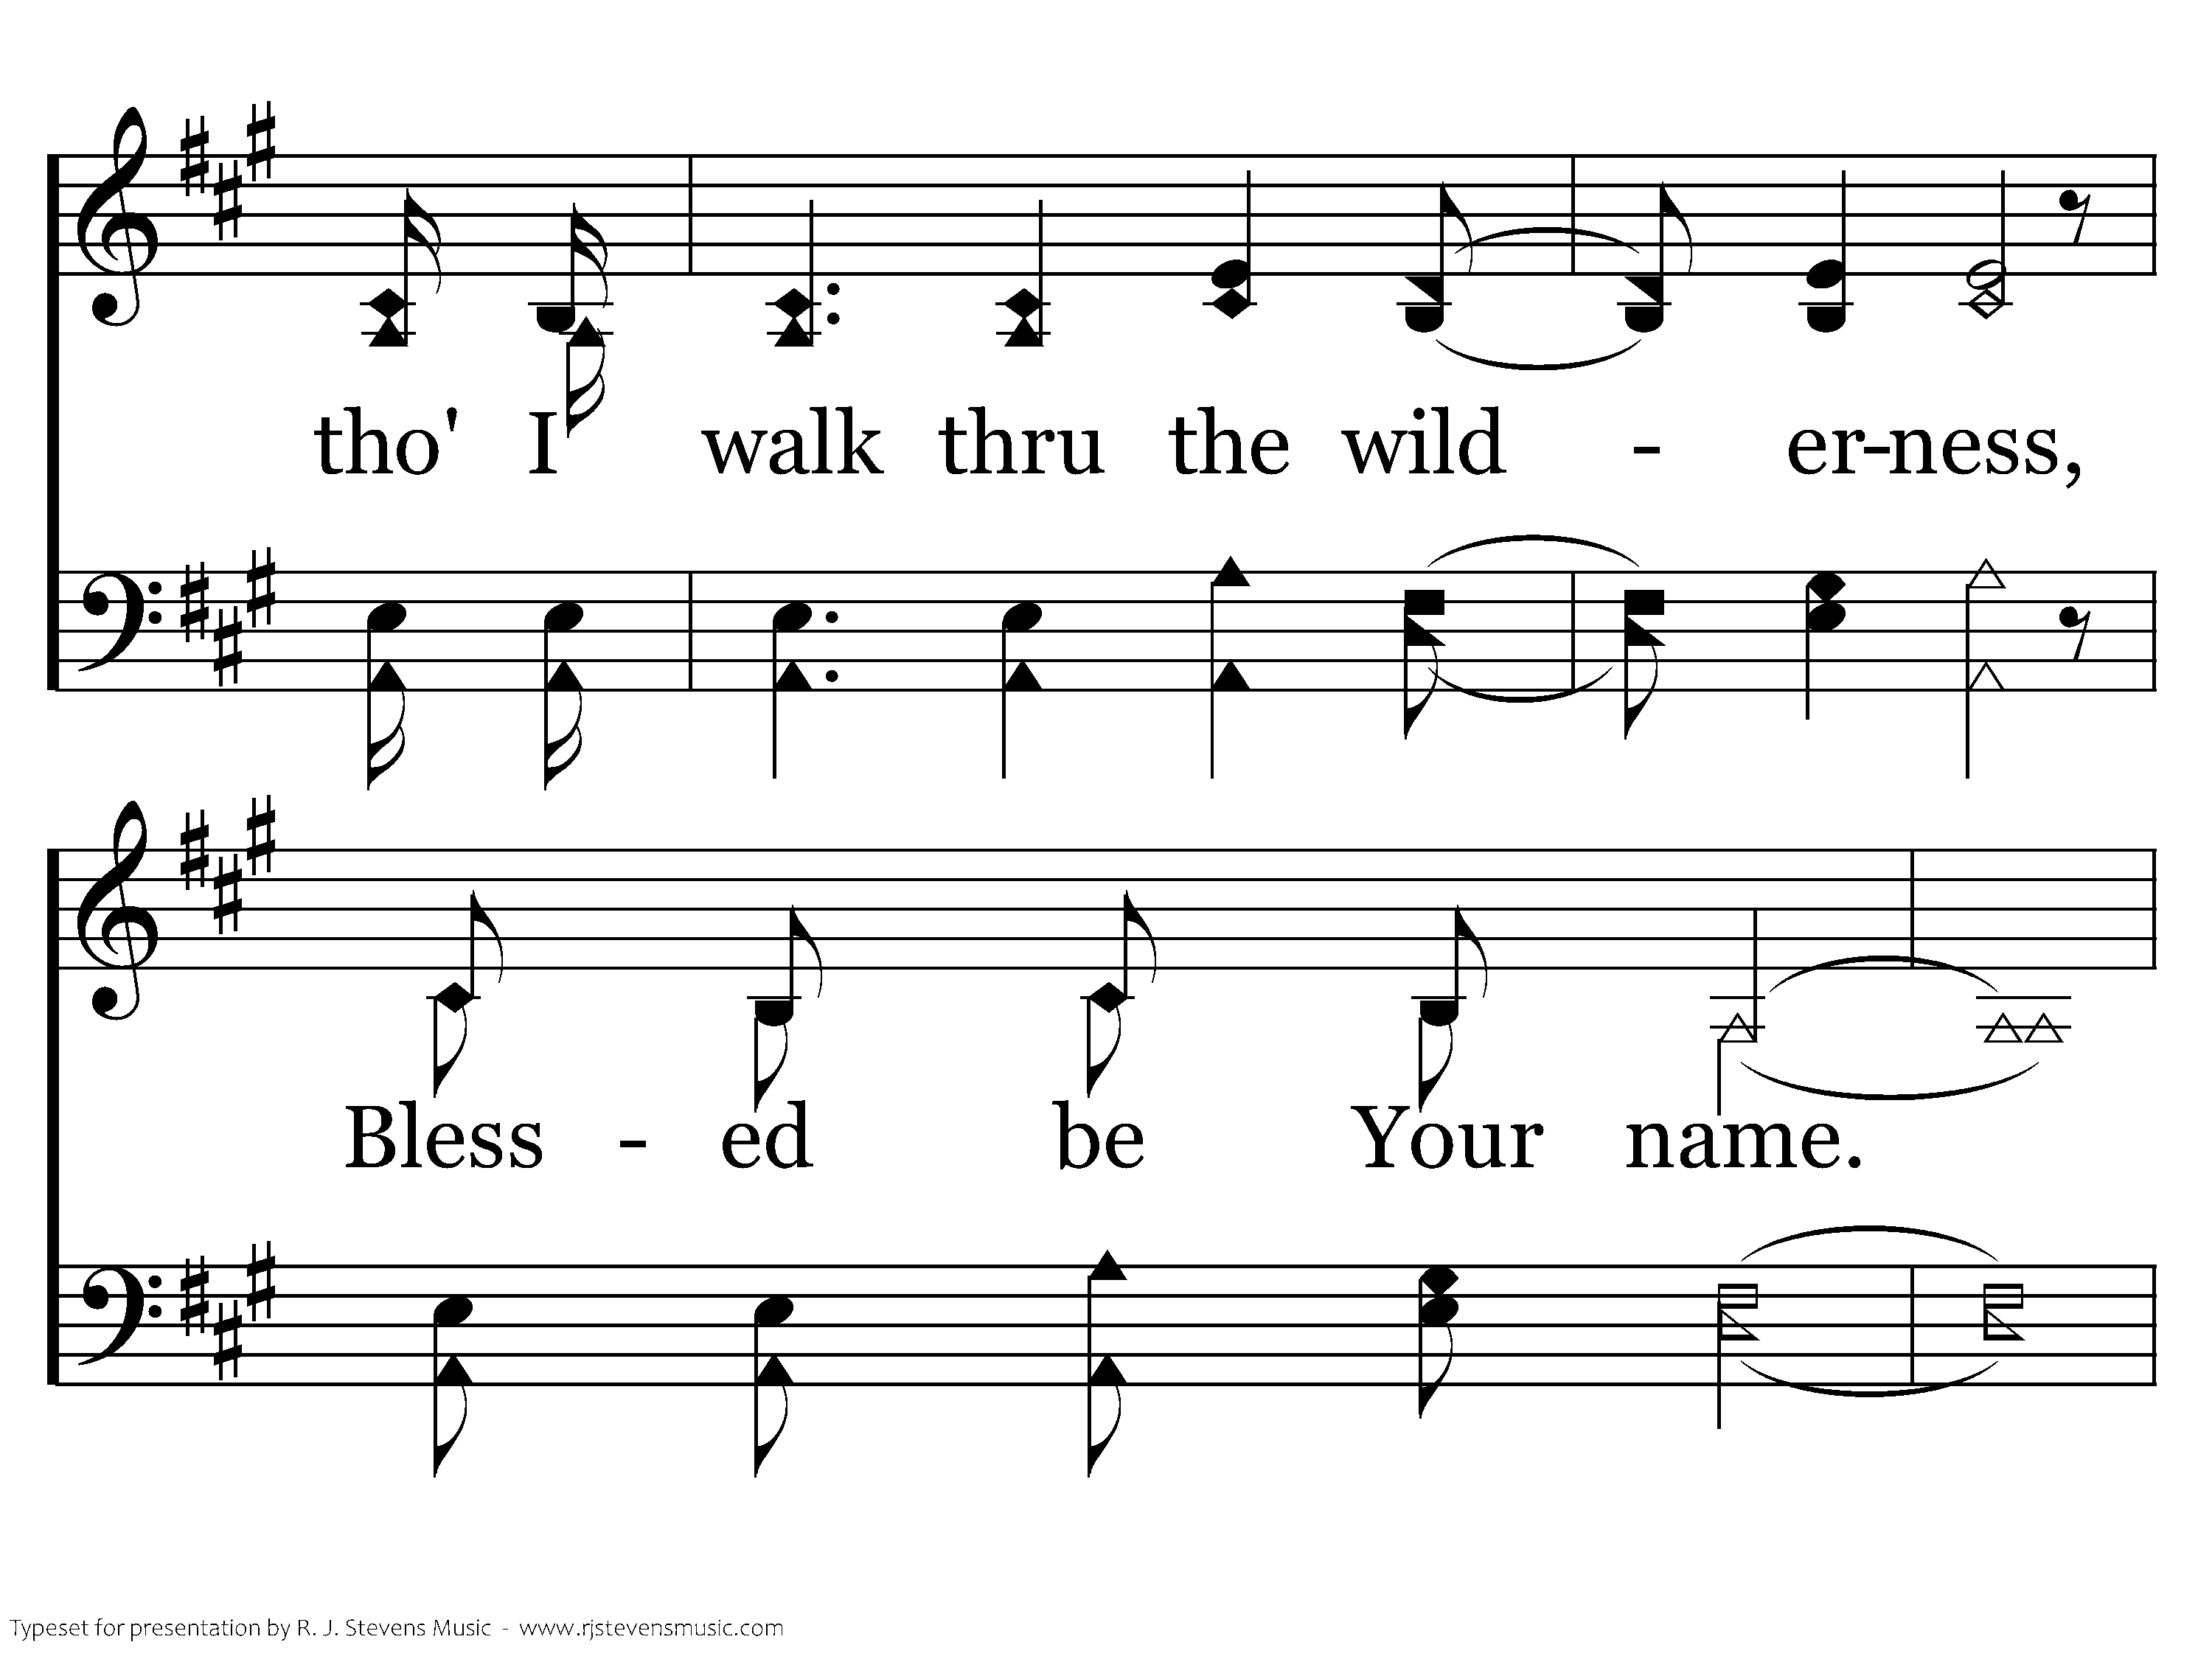 tho' I walk thru the wild - er-ness,
Bless - ed be Your name.
Typeset for presentation by R. J. Stevens Music - www.rjstevensmusic.com